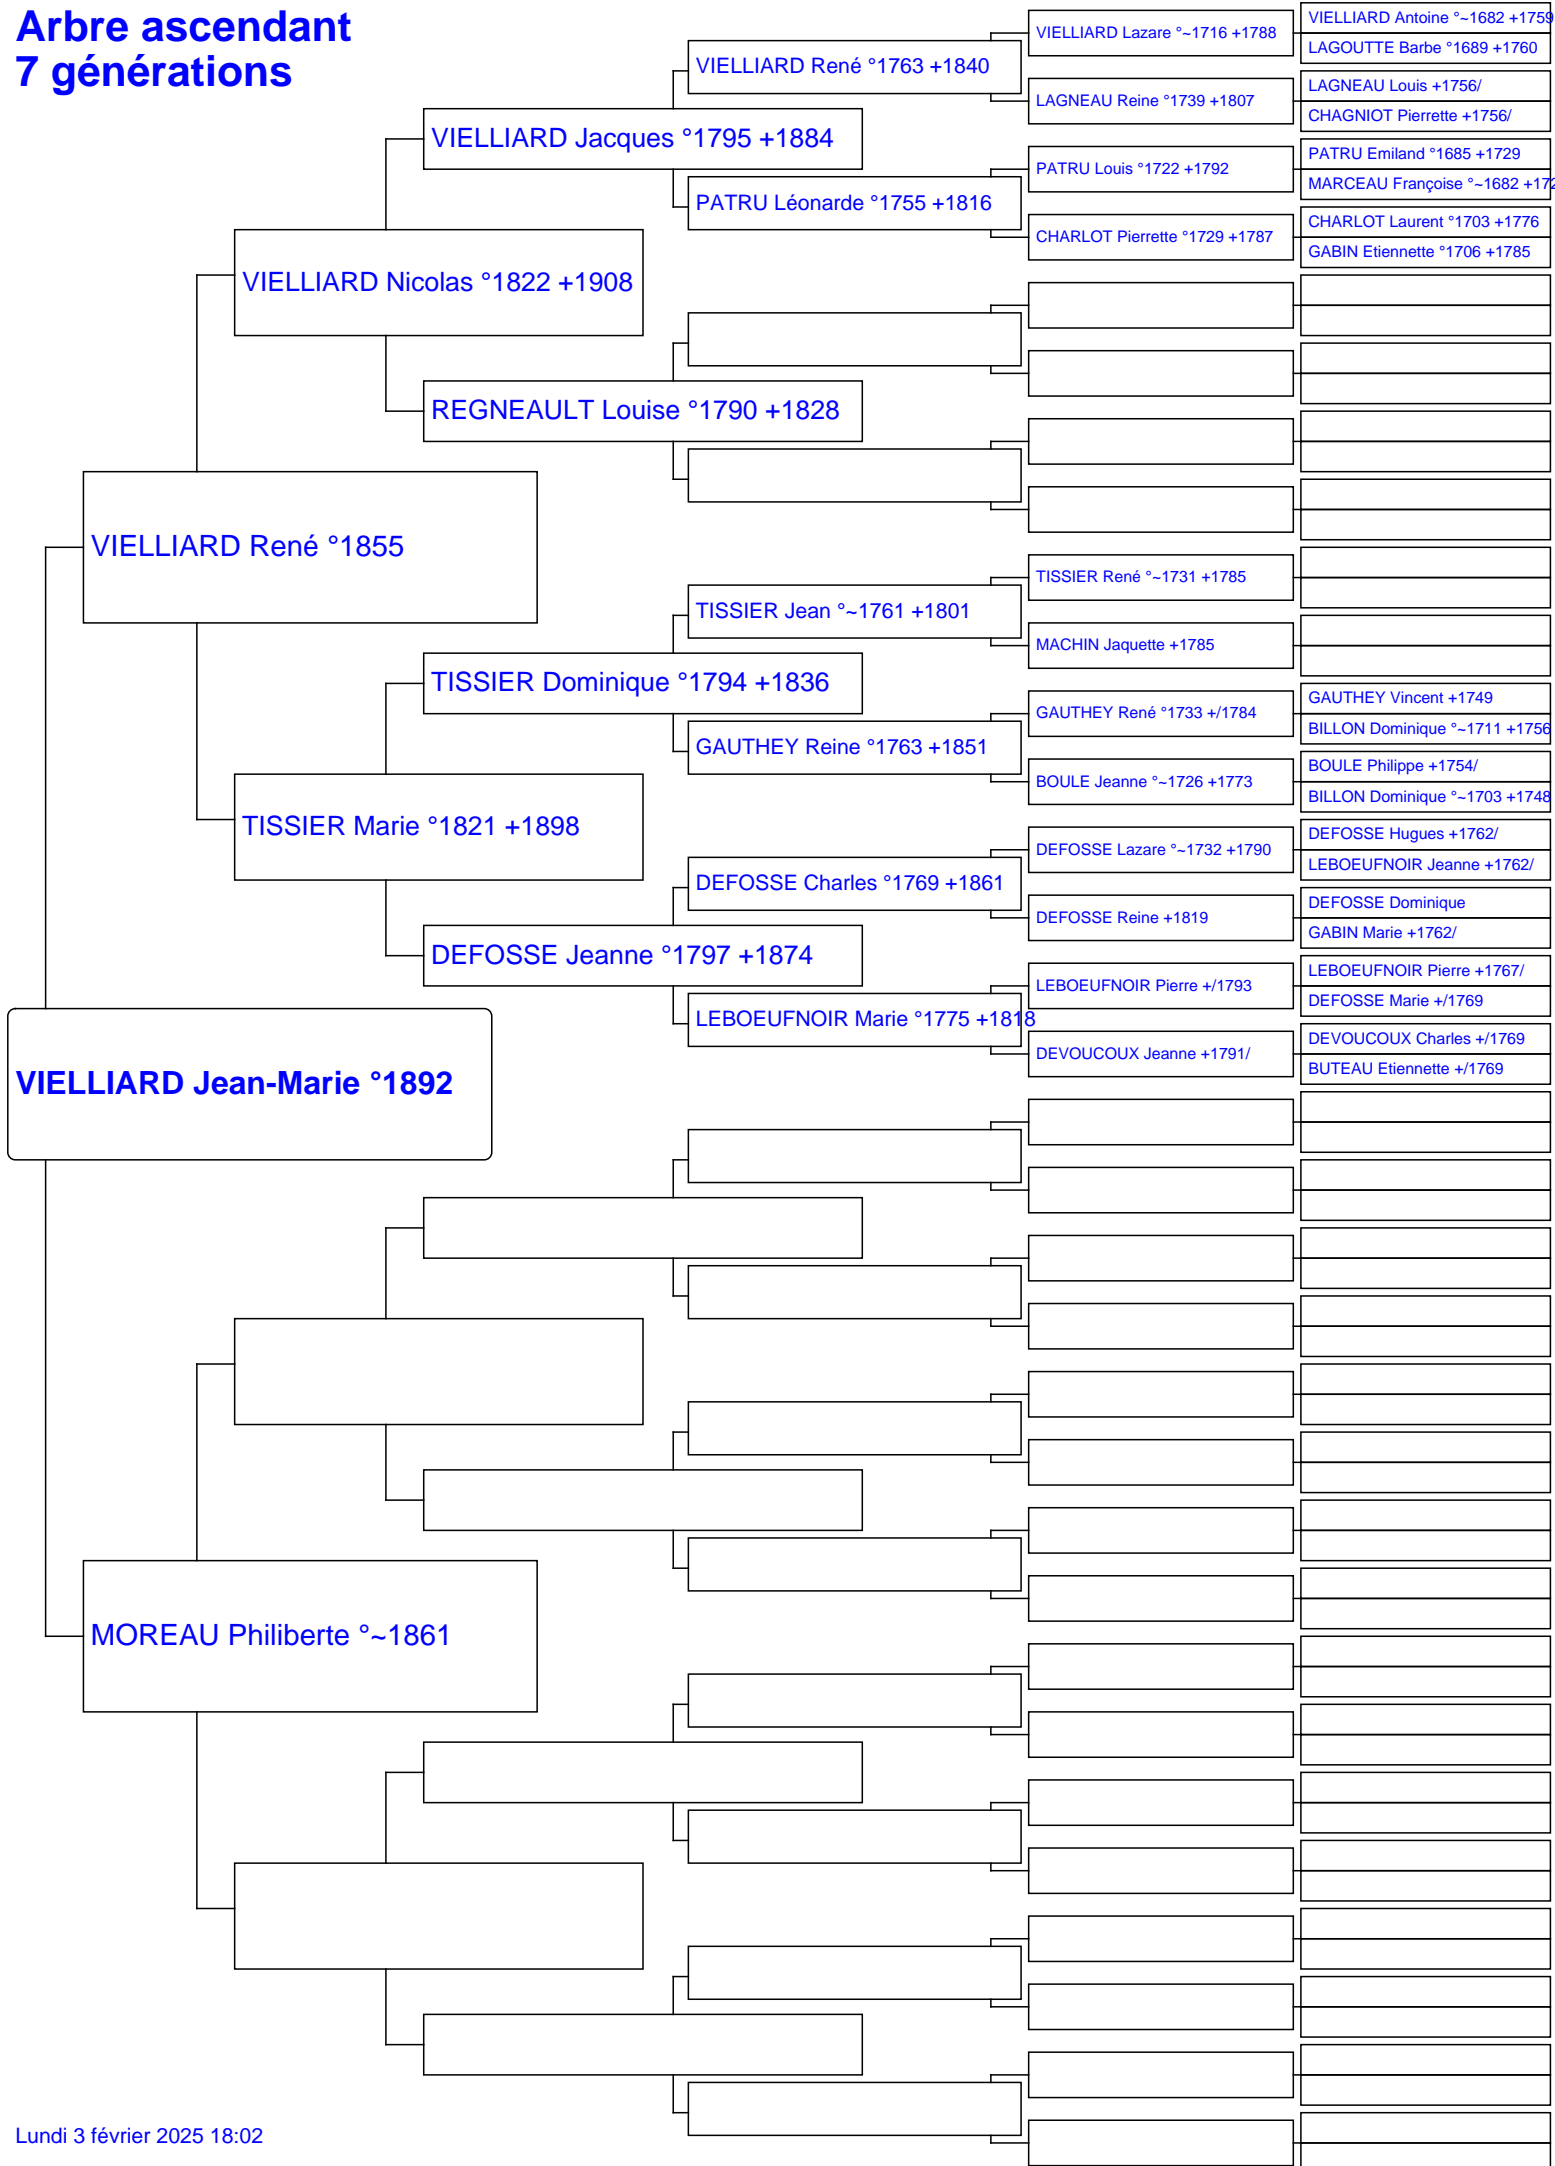 Arbre ascendant
7 générations
VIELLIARD Jean-Marie °1892
VIELLIARD René °1855
MOREAU Philiberte °~1861
VIELLIARD Nicolas °1822 +1908
TISSIER Marie °1821 +1898
VIELLIARD Jacques °1795 +1884
REGNEAULT Louise °1790 +1828
TISSIER Dominique °1794 +1836
DEFOSSE Jeanne °1797 +1874
VIELLIARD René °1763 +1840
PATRU Léonarde °1755 +1816
TISSIER Jean °~1761 +1801
GAUTHEY Reine °1763 +1851
DEFOSSE Charles °1769 +1861
LEBOEUFNOIR Marie °1775 +1818
VIELLIARD Lazare °~1716 +1788
LAGNEAU Reine °1739 +1807
PATRU Louis °1722 +1792
CHARLOT Pierrette °1729 +1787
TISSIER René °~1731 +1785
MACHIN Jaquette +1785
GAUTHEY René °1733 +/1784
BOULE Jeanne °~1726 +1773
DEFOSSE Lazare °~1732 +1790
DEFOSSE Reine +1819
LEBOEUFNOIR Pierre +/1793
DEVOUCOUX Jeanne +1791/
VIELLIARD Antoine °~1682 +1759
LAGOUTTE Barbe °1689 +1760
LAGNEAU Louis +1756/
CHAGNIOT Pierrette +1756/
PATRU Emiland °1685 +1729
MARCEAU Françoise °~1682
CHARLOT Laurent °1703 +1776
GABIN Etiennette °1706 +1785
GAUTHEY Vincent +1749
BILLON Dominique °~1711 +1756
BOULE Philippe +1754/
BILLON Dominique °~1703 +1748
DEFOSSE Hugues +1762/
LEBOEUFNOIR Jeanne +1762/
DEFOSSE Dominique
GABIN Marie +1762/
LEBOEUFNOIR Pierre +1767/
DEFOSSE Marie +/1769
DEVOUCOUX Charles +/1769
BUTEAU Etiennette +/1769
Lundi 3 février 2025 18:02